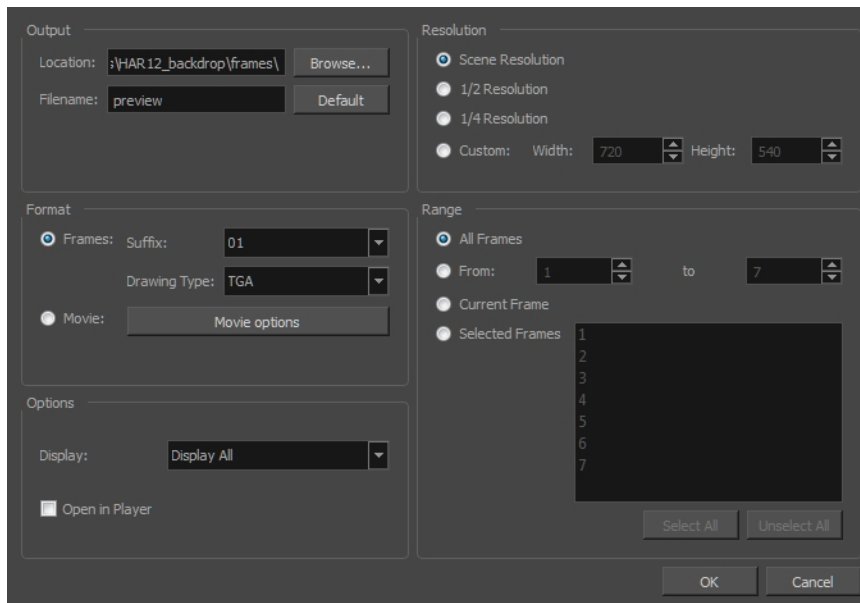 Output
Location: ;\HAR12_backdrop\frames\ Browse...
Filename: preview Default
Resolution
Scene Resolution
1/2 Resolution
1/4 Resolution
Custom: Width: 720 Height: 540
Format
Frames: Suffix: 01
Drawing Type: TGA
Movie: Movie options
Range
All Frames
From: 1 to 7
Current Frame
Selected Frames 1
2
3
4
5
6
7
Select All Unselect All
Options
Display: Display All
Open in Player
OK Cancel